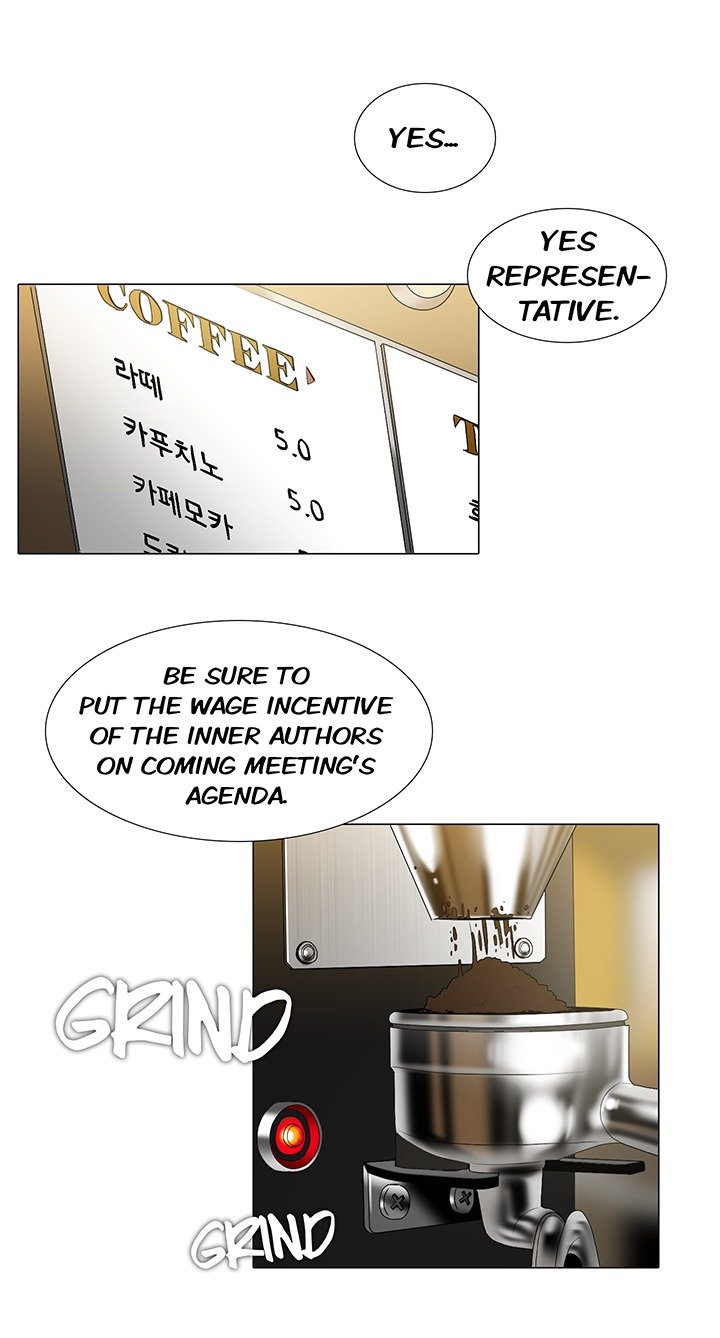 YES...
YES
REPRESEN-
TATIVE.
COFFEE
라떼
카푸치노 5.0
카페모카 5.0
BE SURE TO
PUT THE WAGE INCENTIVE
OF THE INNER AUTHORS
ON COMING MEETING'S
AGENDA.
GRIND
GRIND